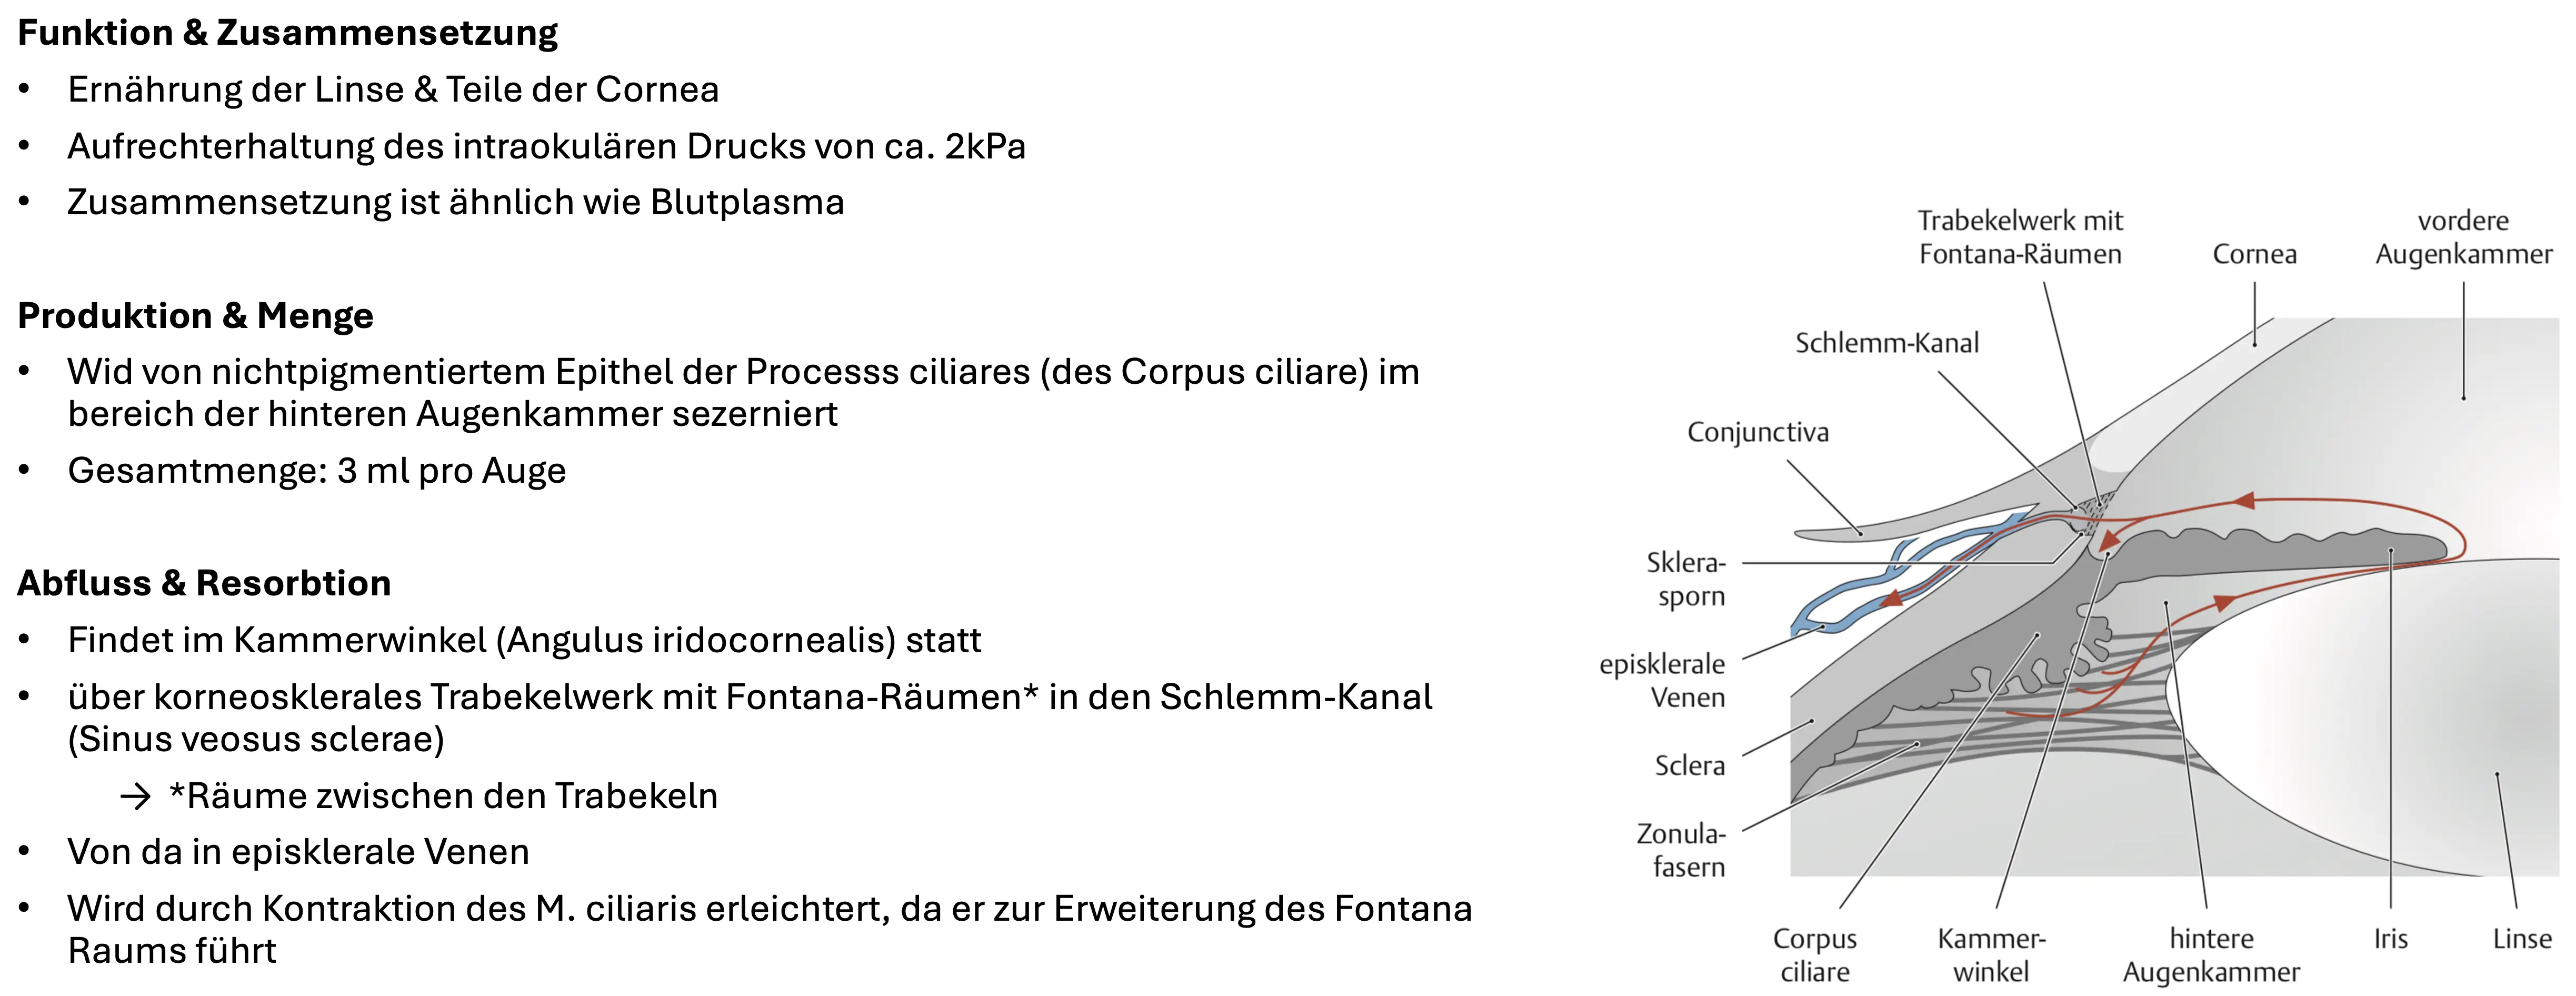 Funktion & Zusammensetzung
• Ernährung der Linse & Teile der Cornea
• Aufrechterhaltung des intraokulären Drucks von ca. 2kPa
• Zusammensetzung ist ähnlich wie Blutplasma
Produktion & Menge
• Wid von nichtpigmentiertem Epithel der Processs ciliares (des Corpus ciliare) im
bereich der hinteren Augenkammer sezerniert
• Gesamtmenge: 3 ml pro Auge
Abfluss & Resorbtion
• Findet im Kammerwinkel (Angulus iridocornealis) statt
• über korneosklerales Trabekelwerk mit Fontana-Räumen* in den Schlemm-Kanal
(Sinus veosus sclerae)
→ *Räume zwischen den Trabekeln
• Von da in episklerale Venen
• Wird durch Kontraktion des M. ciliaris erleichtert, da er zur Erweiterung des Fontana
Raums führt
Trabekelwerk mit
Fontana-Räumen
Cornea
vordere
Augenkammer
Schlemm-Kanal
Conjunctiva
Sklera-
sporn
episklerale
Venen
Sclera
Zonula-
fasern
Corpus
ciliare
Kammer-
winkel
hintere
Augenkammer
Iris
Linse